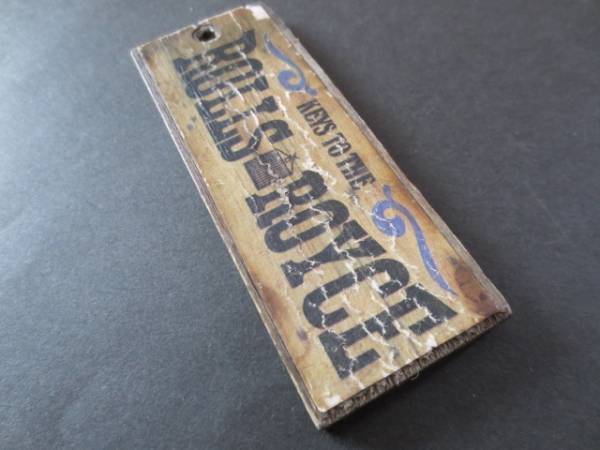 KEYS TO THE
ROLLS ROYCE